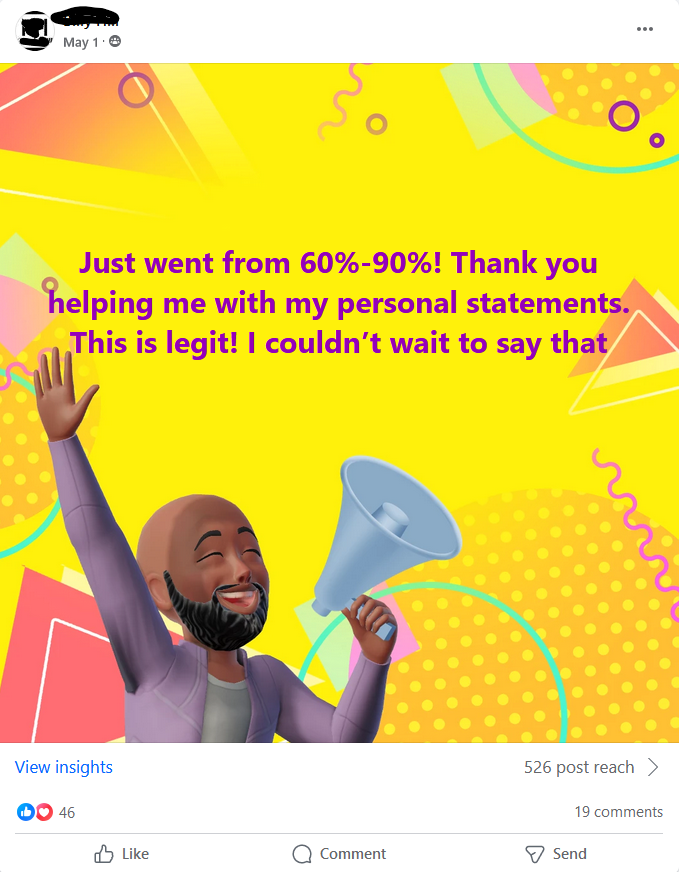 May 1 ·
Just went from 60%-90%! Thank you
helping me with my personal statements.
This is legit! I couldn’t wait to say that
View insights
526 post reach
46
19 comments
Like
Comment
Send